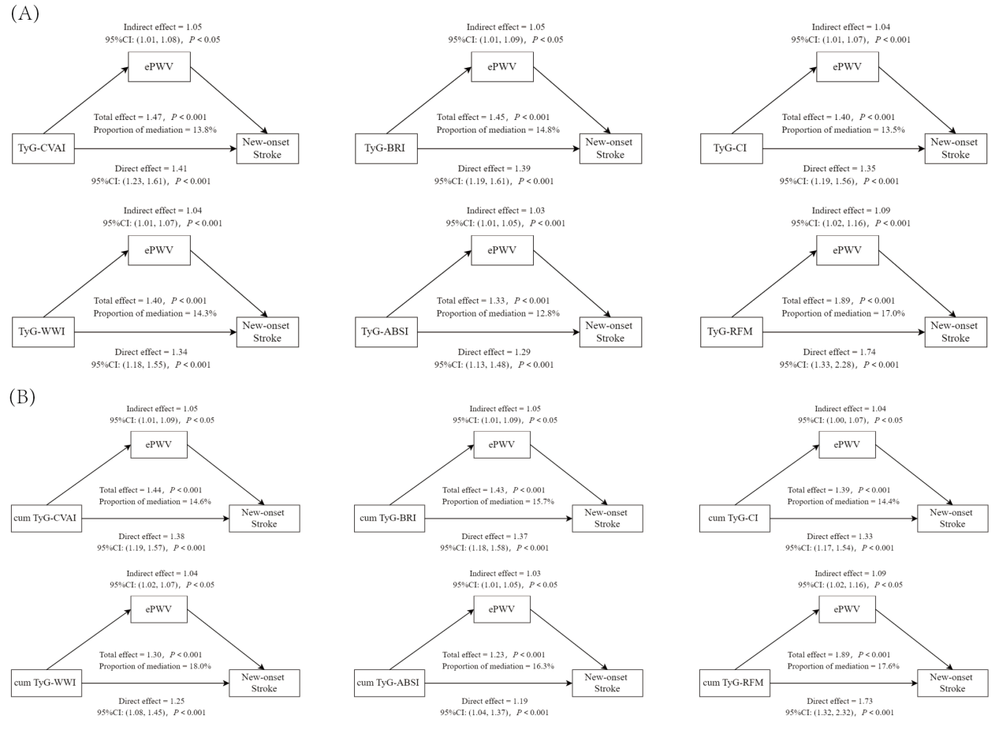 (A)
Indirect effect = 1.05
95%CI: (1.01, 1.08), P < 0.05
ePWV
Total effect = 1.47, P < 0.001
Proportion of mediation = 13.8%
TyG-CVAI
New-onset
Stroke
Direct effect = 1.41
95%CI: (1.23, 1.61), P < 0.001
Indirect effect = 1.05
95%CI: (1.01, 1.09), P < 0.05
ePWV
Total effect = 1.45, P < 0.001
Proportion of mediation = 14.8%
TyG-BRI
New-onset
Stroke
Direct effect = 1.39
95%CI: (1.19, 1.61), P < 0.001
Indirect effect = 1.04
95%CI: (1.01, 1.07), P < 0.001
ePWV
Total effect = 1.40, P < 0.001
Proportion of mediation = 13.5%
TyG-CI
New-onset
Stroke
Direct effect = 1.35
95%CI: (1.19, 1.56), P < 0.001
Indirect effect = 1.04
95%CI: (1.01, 1.07), P < 0.001
ePWV
Total effect = 1.40, P < 0.001
Proportion of mediation = 14.3%
TyG-WWI
New-onset
Stroke
Direct effect = 1.34
95%CI: (1.18, 1.55), P < 0.001
Indirect effect = 1.03
95%CI: (1.01, 1.05), P < 0.001
ePWV
Total effect = 1.33, P < 0.001
Proportion of mediation = 12.8%
TyG-ABSI
New-onset
Stroke
Direct effect = 1.29
95%CI: (1.13, 1.48), P < 0.001
Indirect effect = 1.09
95%CI: (1.02, 1.16), P < 0.001
ePWV
Total effect = 1.89, P < 0.001
Proportion of mediation = 17.0%
TyG-RFM
New-onset
Stroke
Direct effect = 1.74
95%CI: (1.33, 2.28), P < 0.001
(B)
Indirect effect = 1.05
95%CI: (1.01, 1.09), P < 0.05
ePWV
Total effect = 1.44, P < 0.001
Proportion of mediation = 14.6%
cum TyG-CVAI
New-onset
Stroke
Direct effect = 1.38
95%CI: (1.19, 1.57), P < 0.001
Indirect effect = 1.05
95%CI: (1.01, 1.09), P < 0.05
ePWV
Total effect = 1.43, P < 0.001
Proportion of mediation = 15.7%
cum TyG-BRI
New-onset
Stroke
Direct effect = 1.37
95%CI: (1.18, 1.58), P < 0.001
Indirect effect = 1.04
95%CI: (1.00, 1.07), P < 0.05
ePWV
Total effect = 1.39, P < 0.001
Proportion of mediation = 14.4%
cum TyG-CI
New-onset
Stroke
Direct effect = 1.33
95%CI: (1.17, 1.54), P < 0.001
Indirect effect = 1.04
95%CI: (1.02, 1.07), P < 0.05
ePWV
Total effect = 1.30, P < 0.001
Proportion of mediation = 18.0%
cum TyG-WWI
New-onset
Stroke
Direct effect = 1.25
95%CI: (1.08, 1.45), P < 0.001
Indirect effect = 1.03
95%CI: (1.01, 1.05), P < 0.05
ePWV
Total effect = 1.23, P < 0.001
Proportion of mediation = 16.3%
cum TyG-ABSI
New-onset
Stroke
Direct effect = 1.19
95%CI: (1.04, 1.37), P < 0.001
Indirect effect = 1.09
95%CI: (1.02, 1.16), P < 0.05
ePWV
Total effect = 1.89, P < 0.001
Proportion of mediation = 17.6%
cum TyG-RFM
New-onset
Stroke
Direct effect = 1.73
95%CI: (1.32, 2.32), P < 0.001